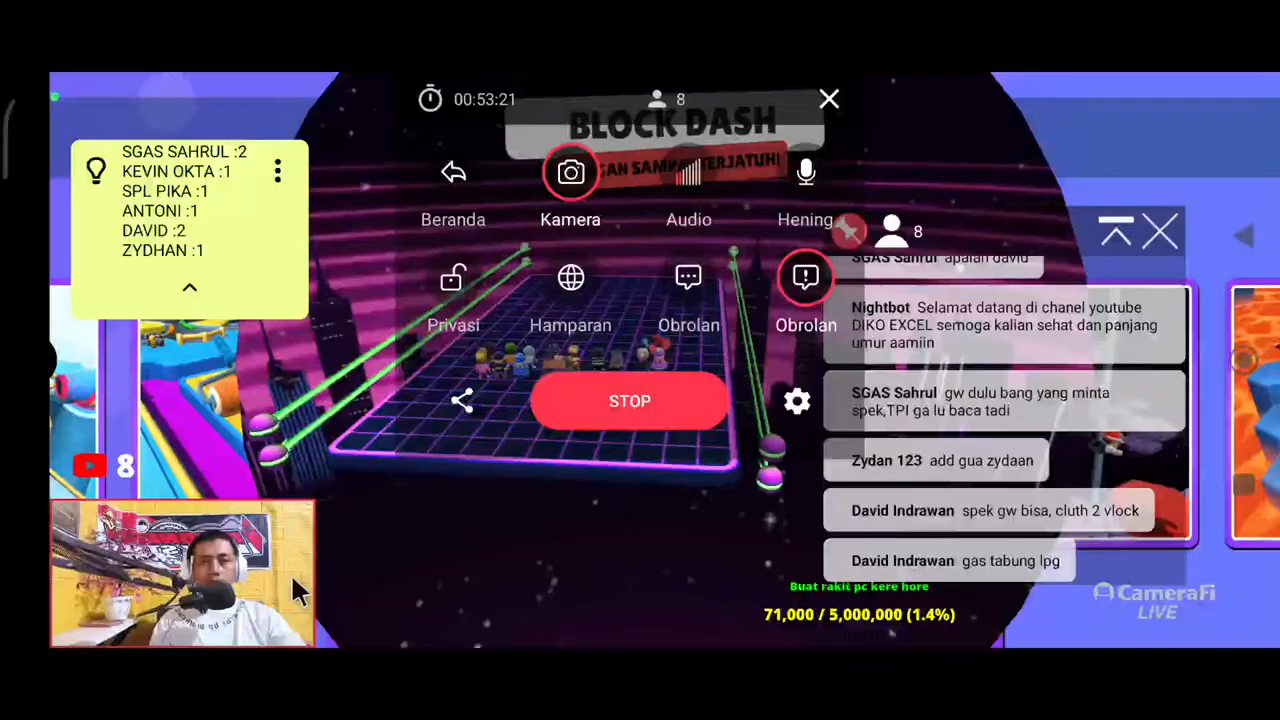 00:53:21
8
BLOCK DASH
GAN SAMPA TERJATUH!
SGAS SAHRUL :2
KEVIN OKTA :1
SPL PIKA :1
ANTONI :1
DAVID :2
ZYDHAN :1
Beranda
Kamera
Audio
Hening
8
Privasi
Hamparan
Obrolan
Obrolan
STOP
SGAS Sahrul apalah david
Nightbot Selamat datang di chanel youtube
DIKO EXCEL semoga kalian sehat dan panjang
umur aamiin
SGAS Sahrul gw dulu bang yang minta
spek,TPI ga lu baca tadi
Zydan 123 add gua zydaan
David Indrawan spek gw bisa, cluth 2 vlock
David Indrawan gas tabung lpg
8
Buat rakit pc kere hore
71,000 / 5,000,000 (1.4%)
CameraFi
LIVE